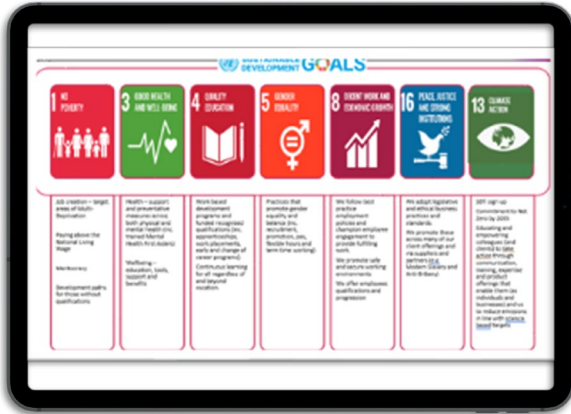 SUSTAINABLE
DEVELOPMENT GOALS
1 NO
POVERTY
3 GOOD HEALTH
AND WELL-BEING
4 QUALITY
EDUCATION
5 GENDER
EQUALITY
8 DECENT WORK AND
ECONOMIC GROWTH
16 PEACE, JUSTICE
AND STRONG
INSTITUTIONS
13 CLIMATE
ACTION
Job creation – target
areas of Multi-
Deprivation
Paying above the
National Living
Wage
Meritocracy
Development paths
for those without
qualifications
Health – support
and preventative
measures across
both physical and
mental health (inc.
trained Mental
Health First Aiders)
Wellbeing –
education, tools,
support and
benefits
Work based
development
programs and
funded recognised
qualifications (inc.
apprenticeships,
work placements,
early and change of
career programs)
Continuous learning
for all regardless of
and beyond
vocation.
Practices that
promote gender
equality and
balance (inc.
recruitment,
promotion, pay,
flexible hours and
term time working)
We follow best
practice
employment
policies and
champion employee
engagement to
provide fulfilling
work
We promote safe
and secure working
environments
We offer employees
qualifications and
progression
We adopt legislative
and ethical business
practices and
standards.
We promote these
across many of our
client offerings and
via suppliers and
partners (e.g
Modern Slavery and
Anti-Bribery)
SBTi sign up
Commitment to Net
Zero by
Educating and
empowering
colleagues (and
clients) to take
action through
communication,
training, expertise
and product
offerings that
enable them (as
individuals and
businesses) and us
to reduce emissions
in line with science
based targets